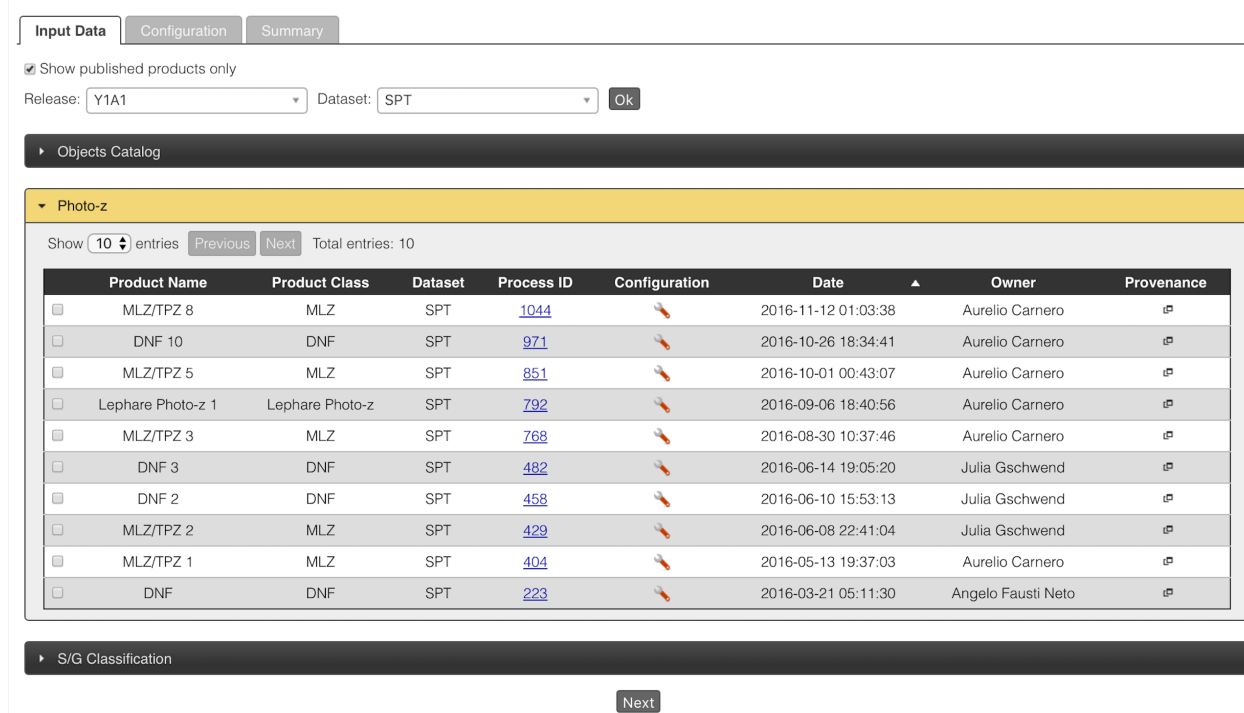 Input Data Configuration Summary
Show published products only
Release: Y1A1 Dataset: SPT Ok
Objects Catalog
Photo-z
Show 10 entries Previous Next Total entries: 10
Product Name Product Class Dataset Process ID Configuration Date Owner Provenance
MLZ/TPZ 8 MLZ SPT 1044 2016-11-12 01:03:38 Aurelio Carnero
DNF 10 DNF SPT 971 2016-10-26 18:34:41 Aurelio Carnero
MLZ/TPZ 5 MLZ SPT 851 2016-10-01 00:43:07 Aurelio Carnero
Lephare Photo-z 1 Lephare Photo-z SPT 792 2016-09-06 18:40:56 Aurelio Carnero
MLZ/TPZ 3 MLZ SPT 768 2016-08-30 10:37:46 Aurelio Carnero
DNF 3 DNF SPT 482 2016-06-14 19:05:20 Julia Gschwend
DNF 2 DNF SPT 458 2016-06-10 15:53:13 Julia Gschwend
MLZ/TPZ 2 MLZ SPT 429 2016-06-08 22:41:04 Julia Gschwend
MLZ/TPZ 1 MLZ SPT 404 2016-05-13 19:37:03 Aurelio Carnero
DNF DNF SPT 223 2016-03-21 05:11:30 Angelo Fausti Neto
S/G Classification
Next